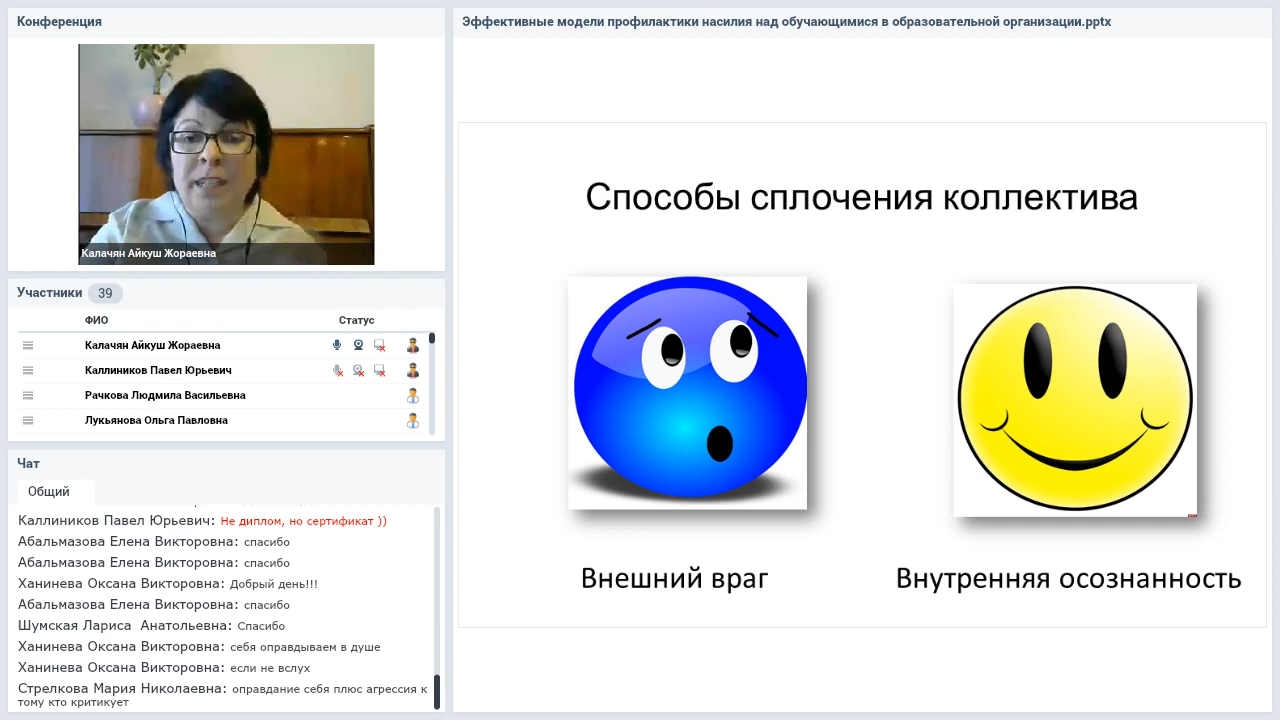 Конференция
Калачян Айкуш Жораевна
Участники 39
ФИО Статус
Калачян Айкуш Жораевна
Каллиников Павел Юрьевич
Рачкова Людмила Васильевна
Лукьянова Ольга Павловна
Чат
Общий
Каллиников Павел Юрьевич: Не диплом, но сертификат ))
Абальмазова Елена Викторовна: спасибо
Абальмазова Елена Викторовна: спасибо
Ханинева Оксана Викторовна: Добрый день!!!
Абальмазова Елена Викторовна: спасибо
Шумская Лариса  Анатольевна: Спасибо
Ханинева Оксана Викторовна: себя оправдываем в душе
Ханинева Оксана Викторовна: если не вслух
Стрелкова Мария Николаевна: оправдание себя плюс агрессия к
тому кто критикует
Эффективные модели профилактики насилия над обучающимися в образовательной организации.pptx
Способы сплочения коллектива
Внешний враг
Внутренняя осознанность